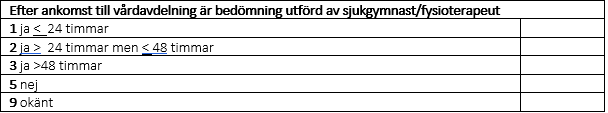 Efter ankomst till vårdavdelning är bedömning utförd av sjukgymnast/fysioterapeut
1 ja < 24 timmar
2 ja > 24 timmar men < 48 timmar
3 ja >48 timmar
5 nej
9 okänt